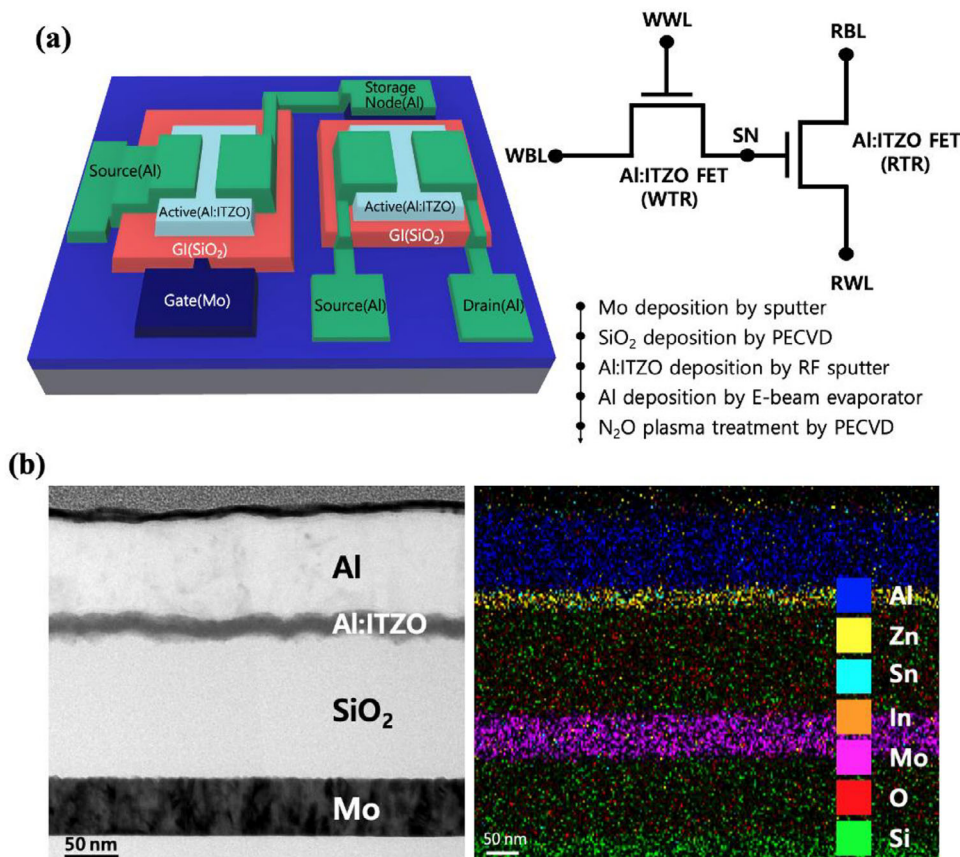 (a)
Storage
Node(Al)
Source(Al)
Active(Al:ITZO)
GI(SiO₂)
Gate(Mo)
Active(Al:ITZO)
GI(SiO₂)
Source(Al)
Drain(Al)
WWL
RBL
WBL
SN
Al:ITZO FET
(WTR)
Al:ITZO FET
(RTR)
RWL
Mo deposition by sputter
SiO₂ deposition by PECVD
Al:ITZO deposition by RF sputter
Al deposition by E-beam evaporator
N₂O plasma treatment by PECVD
(b)
Al
Al:ITZO
SiO₂
Mo
50 nm
Al
Zn
Sn
In
Mo
O
Si
50 nm